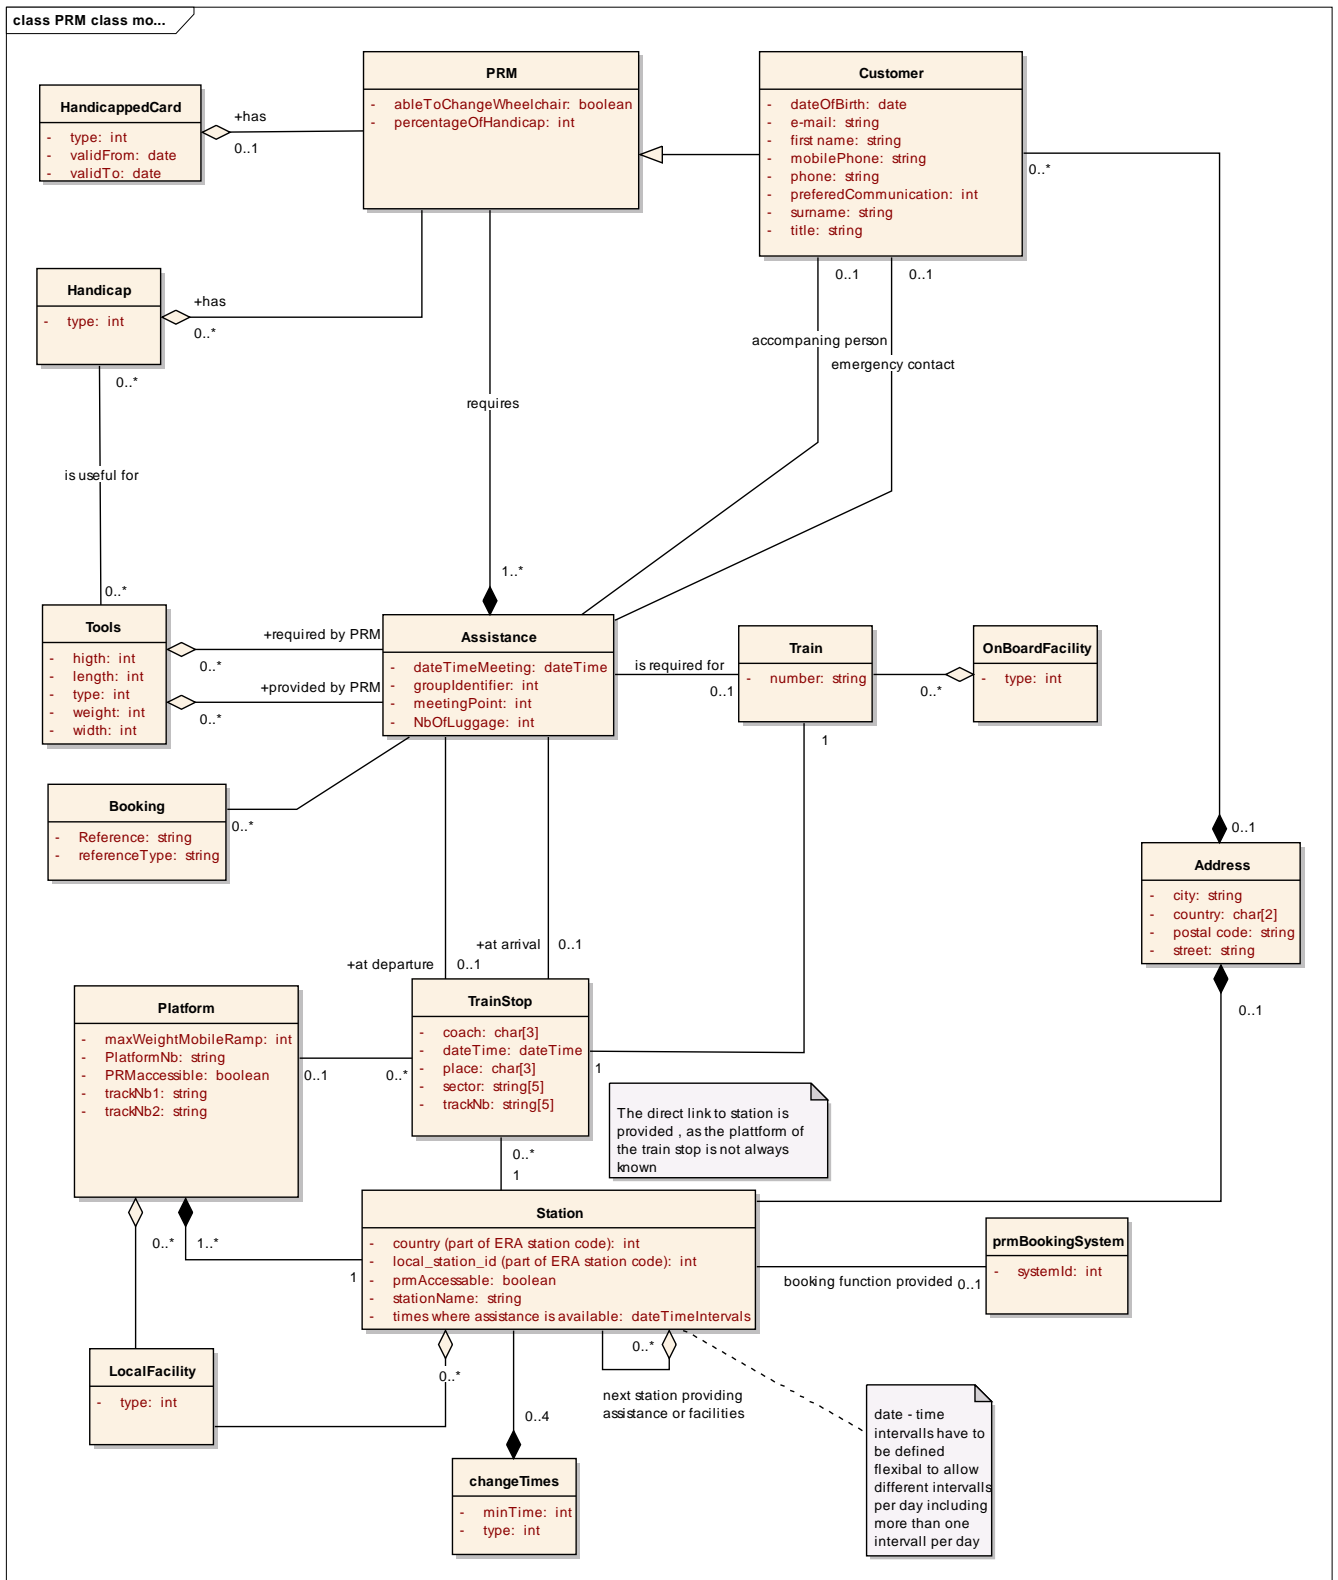 class PRM class mo...
PRM
- ableToChangeWheelchair: boolean
- percentageOfHandicap: int
Customer
- dateOfBirth: date
- e-mail: string
- first name: string
- mobilePhone: string
- phone: string
- preferedCommunication: int
- surname: string
- title: string
HandicappedCard
- type: int
- validFrom: date
- validTo: date
+has
0..1
0..*
Handicap
- type: int
+has
0..*
0..1
0..1
accompaning person
emergency contact
0..*
requires
is useful for
0..*
1..*
Tools
- higth: int
- length: int
- type: int
- weight: int
- width: int
+required by PRM
0..*
+provided by PRM
0..*
Assistance
- dateTimeMeeting: dateTime
- groupIdentifier: int
- meetingPoint: int
- NbOfLuggage: int
is required for
0..1
Train
- number: string
0..*
OnBoardFacility
- type: int
1
Booking
- Reference: string
- referenceType: string
0..*
0..1
Address
- city: string
- country: char[2]
- postal code: string
- street: string
0..1
+at arrival
0..1
+at departure
0..1
Platform
- maxWeightMobileRamp: int
- PlatformNb: string
- PRMaccessible: boolean
- trackNb1: string
- trackNb2: string
0..1
0..*
TrainStop
- coach: char[3]
- dateTime: dateTime
- place: char[3]
- sector: string[5]
- trackNb: string[5]
1
The direct link to station is
provided , as the plattform of
the train stop is not always
known
0..*
1
0..*
1..*
1
Station
- country (part of ERA station code): int
- local_station_id (part of ERA station code): int
- prmAccessable: boolean
- stationName: string
- times where assistance is available: dateTimeIntervals
booking function provided
0..1
prmBookingSystem
- systemId: int
LocalFacility
- type: int
0..*
0..*
next station providing
assistance or facilities
0..4
changeTimes
- minTime: int
- type: int
date - time
intervalls have to
be defined
flexibal to allow
different intervalls
per day including
more than one
intervall per day